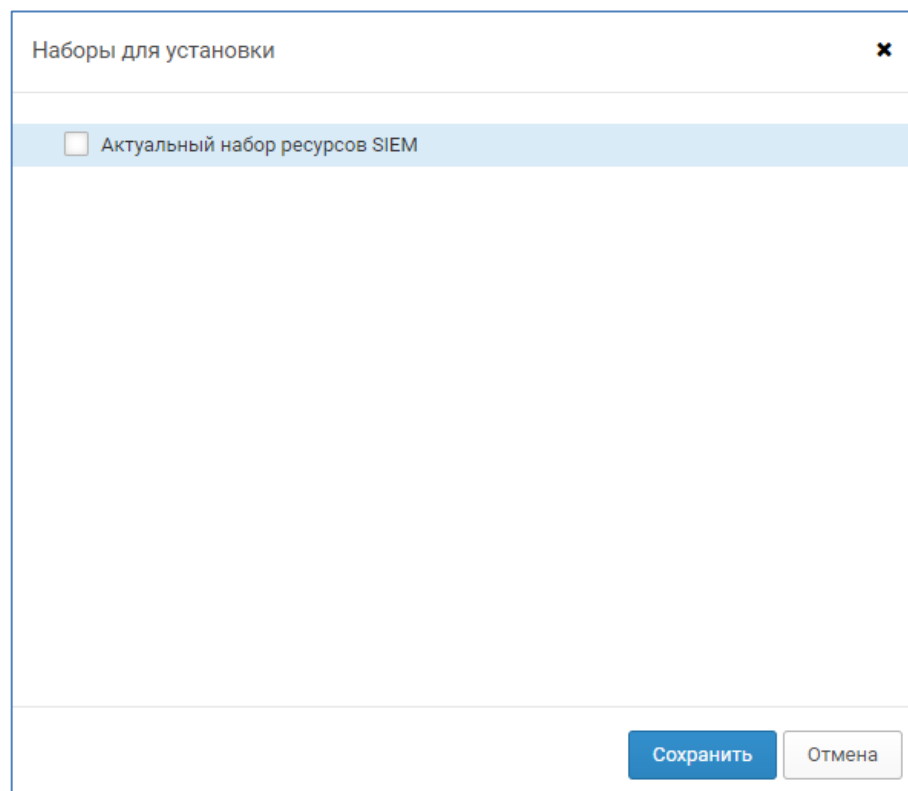 Наборы для установки
Актуальный набор ресурсов SIEM
Сохранить
Отмена